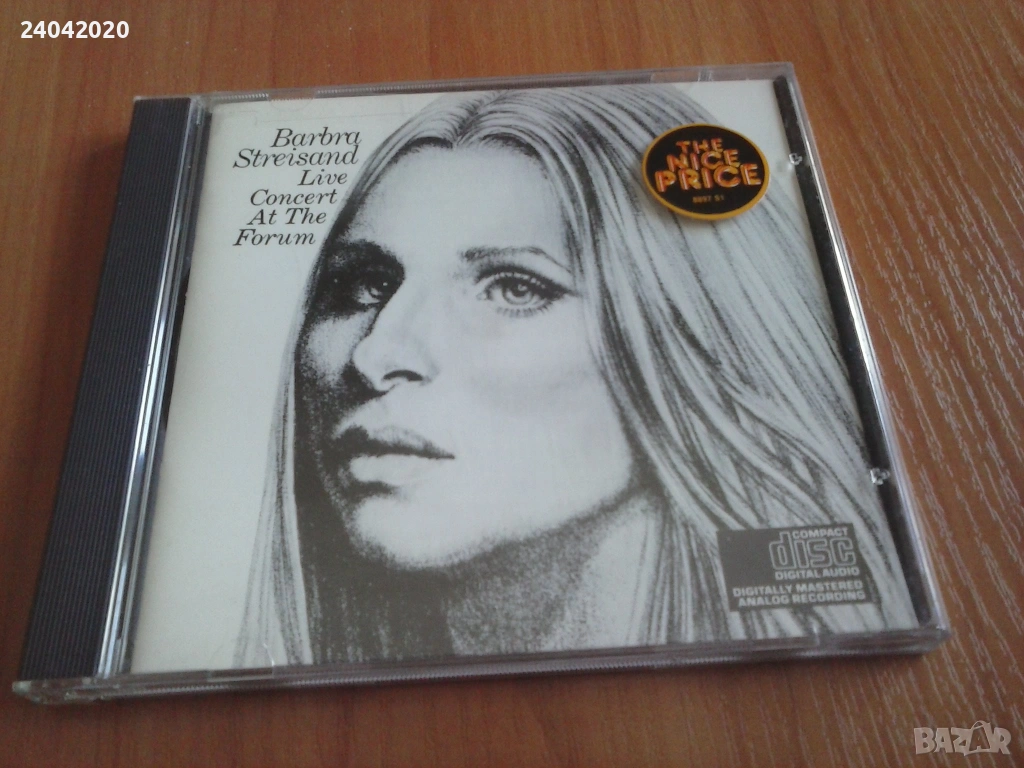 24042020
Barbra
Streisand
Live
Concert
At The
Forum
THE
NICE
PRICE
COMPACT
disc
DIGITAL AUDIO
DIGITALLY MASTERED
ANALOG RECORDING
BAZAR